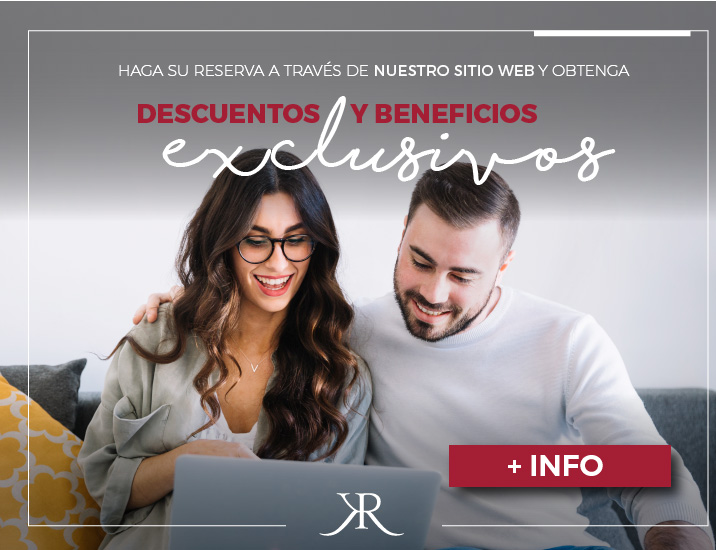 HAGA SU RESERVA A TRAVÉS DE NUESTRO SITIO WEB Y OBTENGA
DESCUENTOS Y BENEFICIOS
exclusivos
+ INFO
KR